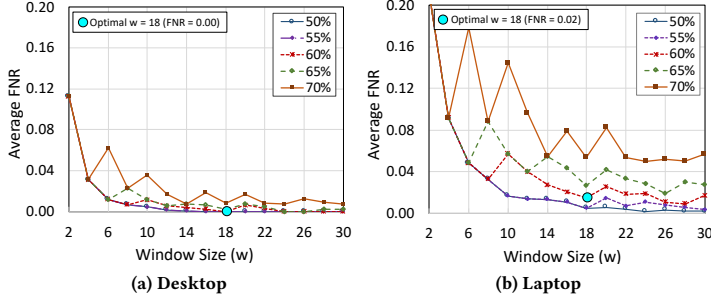 Optimal w = 18 (FNR = 0.00)
50%
55%
60%
65%
70%
Average FNR
0.20
0.16
0.12
0.08
0.04
0.00
2 6 10 14 18 22 26 30
Window Size (w)
(a) Desktop
Optimal w = 18 (FNR = 0.02)
50%
55%
60%
65%
70%
Average FNR
0.20
0.16
0.12
0.08
0.04
0.00
2 6 10 14 18 22 26 30
Window Size (w)
(b) Laptop